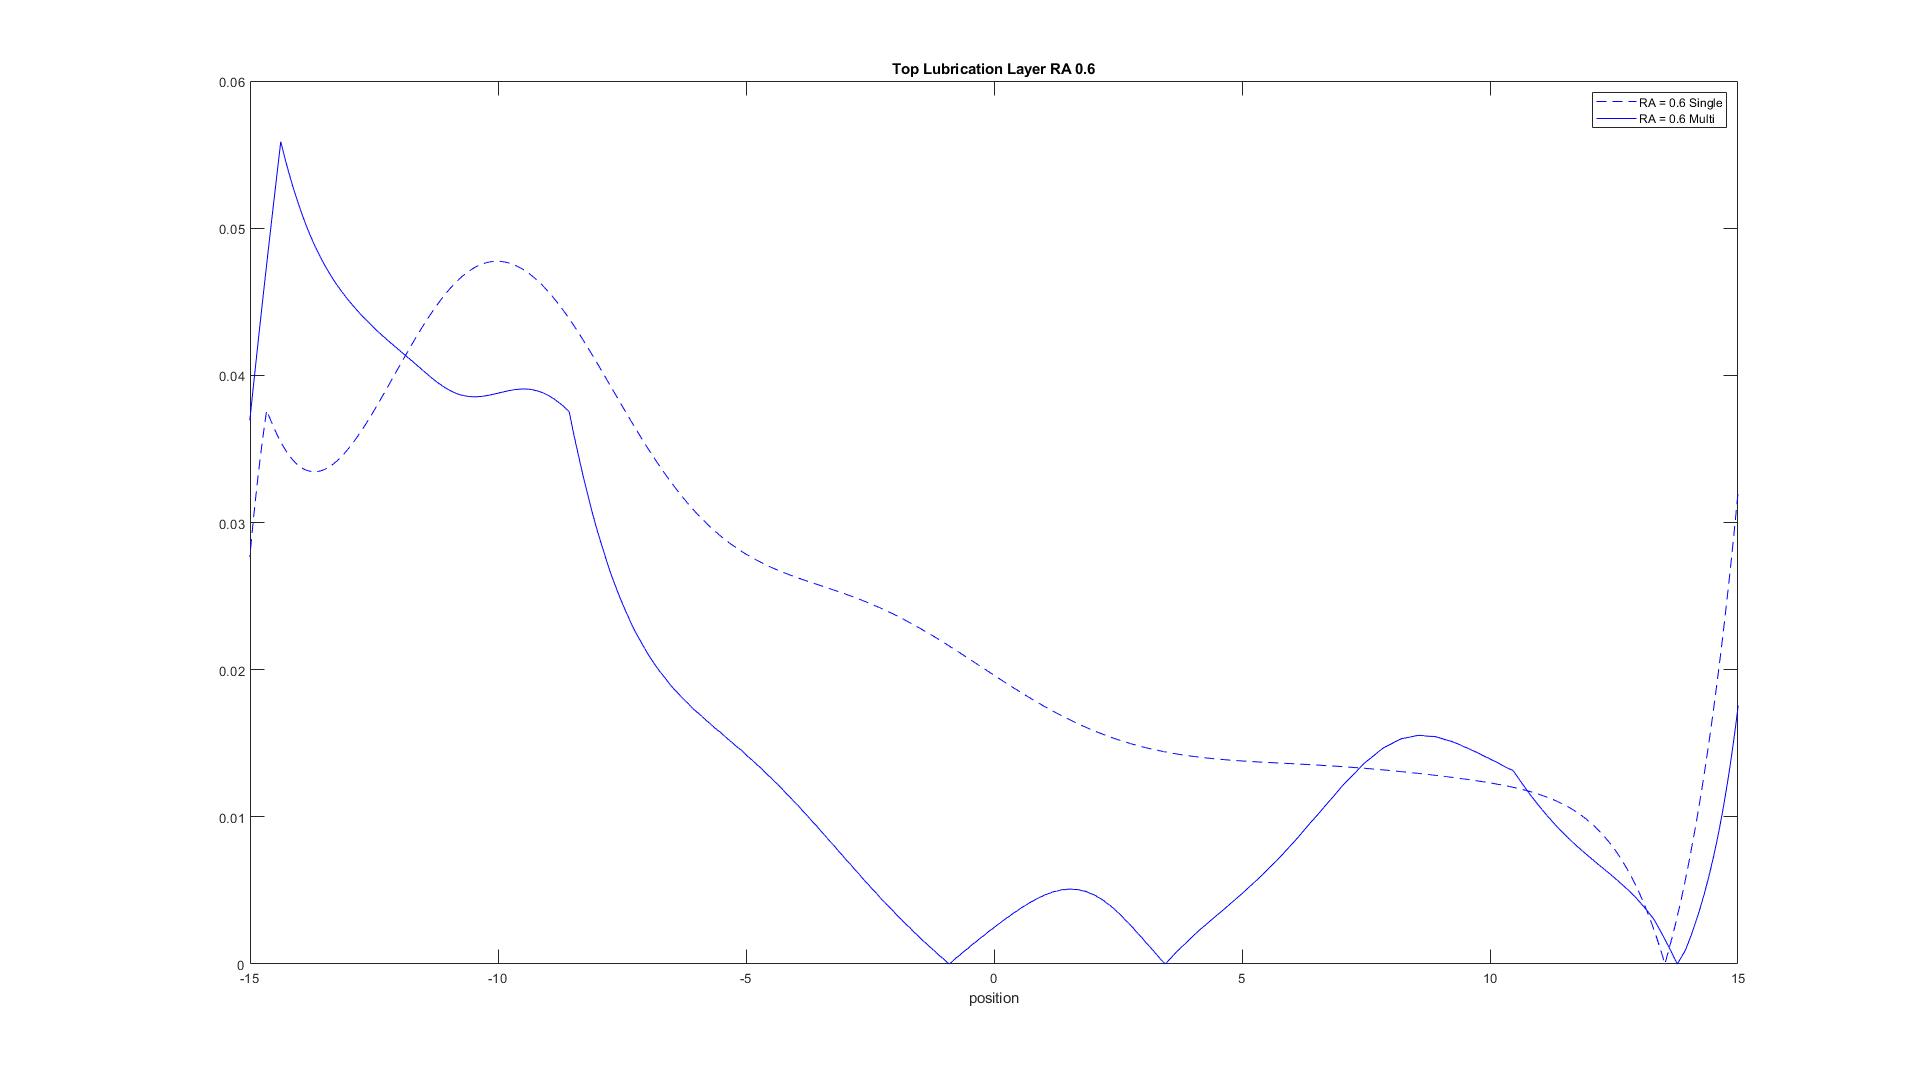 Top Lubrication Layer RA 0.6
RA = 0.6 Single
RA = 0.6 Multi
0.06
0.05
0.04
0.03
0.02
0.01
0
-15 -10 -5 0 5 10 15
position